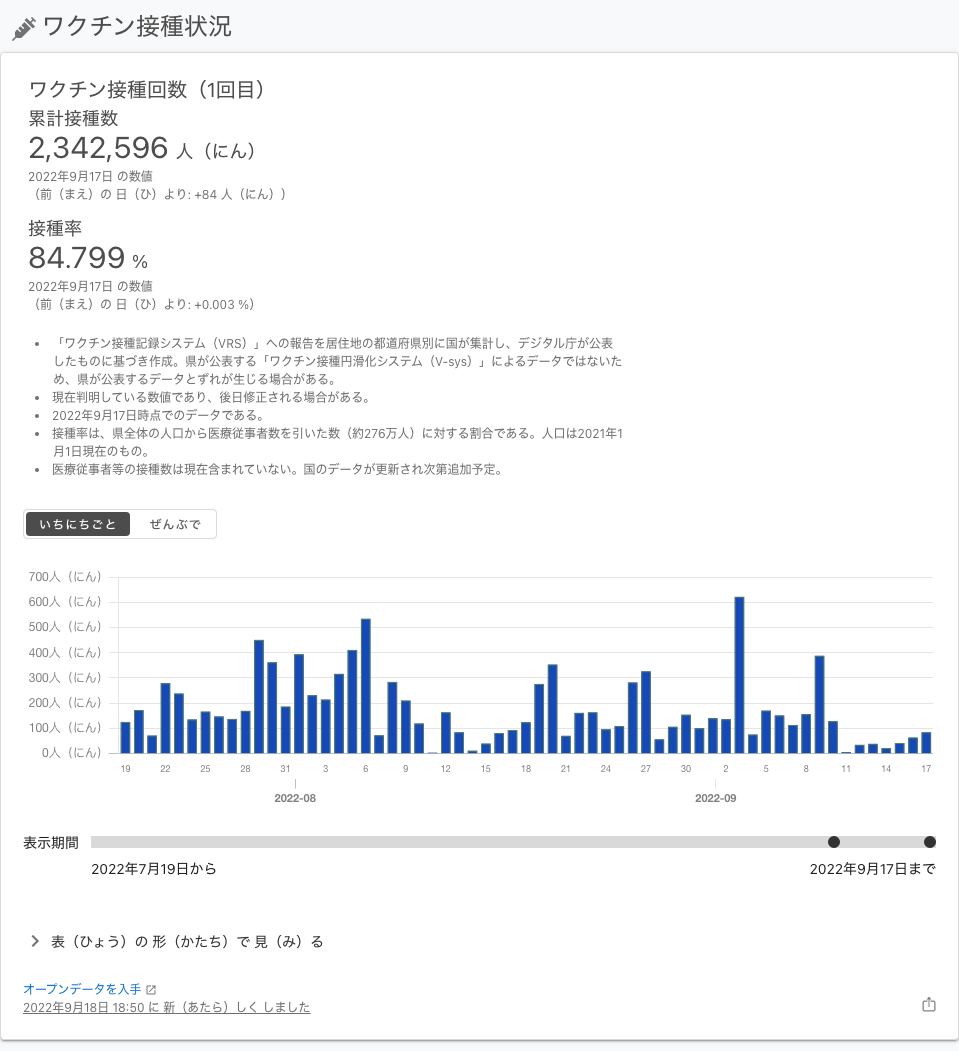 ワクチン接種状況
ワクチン接種回数（1回目）
累計接種数
2,342,596 人（にん）
2022年9月17日 の数値
（前（まえ）の 日（ひ）より: +84 人（にん））
接種率
84.799 %
2022年9月17日 の数値
（前（まえ）の 日（ひ）より: +0.003 %）
• 「ワクチン接種記録システム（VRS）」への報告を居住地の都道府県別に国が集計し、デジタル庁が公表
したものに基づき作成。県が公表する「ワクチン接種円滑化システム（V-sys）」によるデータではないた
め、県が公表するデータとずれが生じる場合がある。
• 現在判明している数値であり、後日修正される場合がある。
• 2022年9月17日時点でのデータである。
• 接種率は、県全体の人口から医療従事者数を引いた数（約276万人）に対する割合である。人口は2021年1
月1日現在のもの。
• 医療従事者等の接種数は現在含まれていない。国のデータが更新され次第追加予定。
いちにちごと ぜんぶで
700人（にん）
600人（にん）
500人（にん）
400人（にん）
300人（にん）
200人（にん）
100人（にん）
0人（にん）
19 22 25 28 31 3 6 9 12 15 18 21 24 27 30 2 5 8 11 14 17
2022-08 2022-09
表示期間
2022年7月19日から 2022年9月17日まで
表（ひょう）の 形（かたち）で 見（み）る
オープンデータを入手
2022年9月18日 18:50 に 新（あたら）しく しました